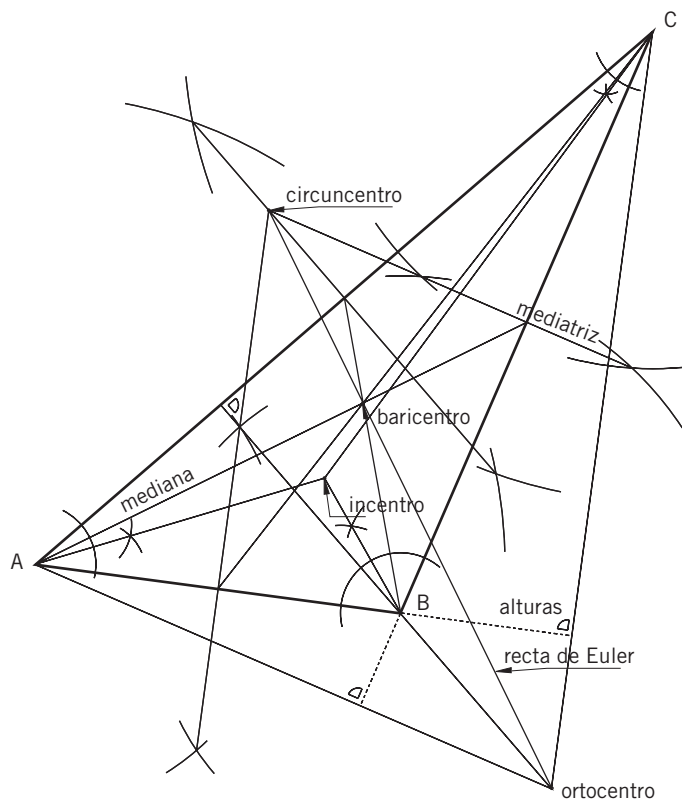 C
circuncentro
mediatriz
baricentro
mediana
incentro
A
B
alturas
recta de Euler
ortocentro